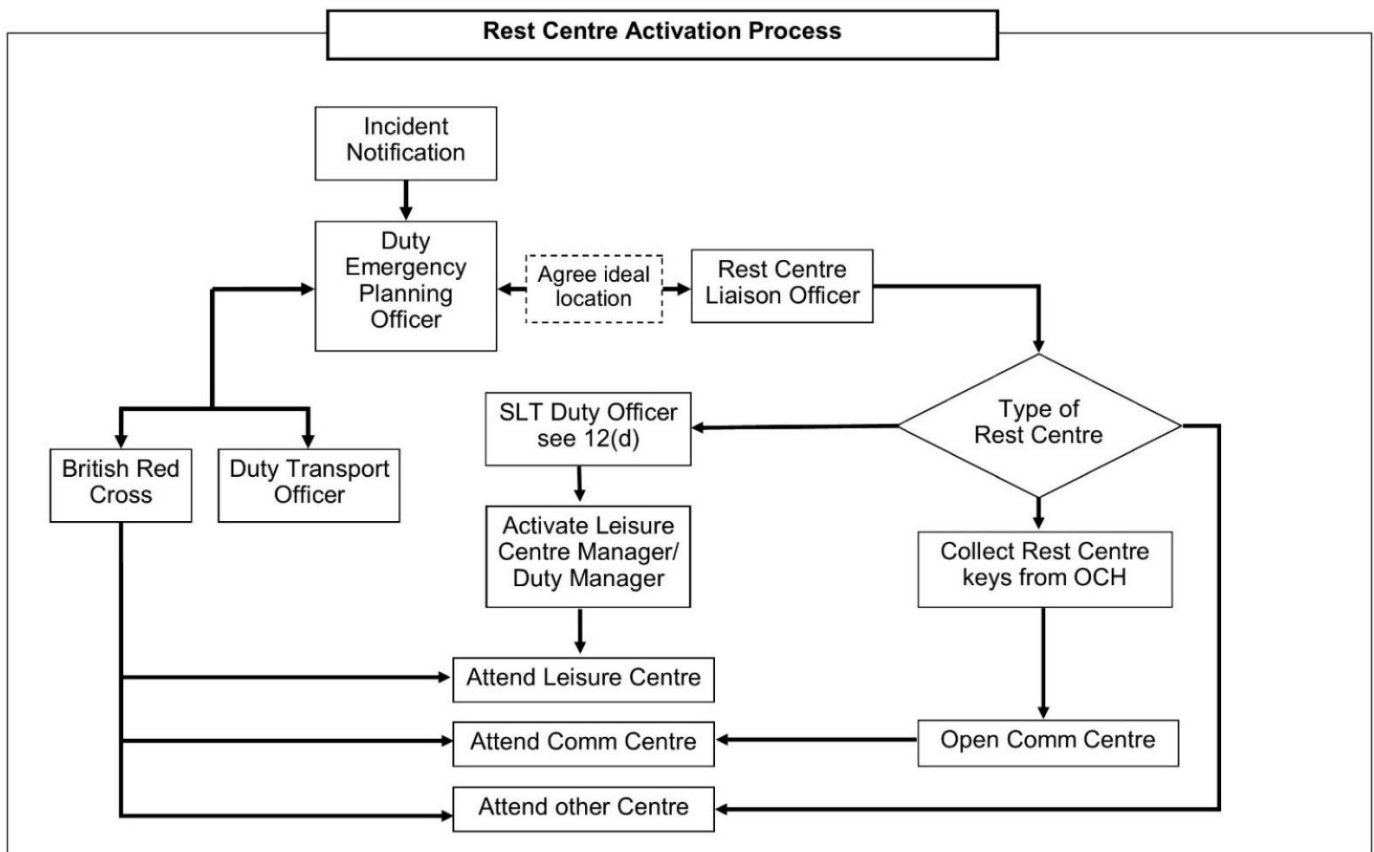 Rest Centre Activation Process
Incident
Notification
Duty
Emergency
Planning
Officer
Agree ideal
location
Rest Centre
Liaison Officer
Type of
Rest Centre
SLT Duty Officer
see 12(d)
British Red
Cross
Duty Transport
Officer
Activate Leisure
Centre Manager/
Duty Manager
Collect Rest Centre
keys from OCH
Attend Leisure Centre
Attend Comm Centre
Open Comm Centre
Attend other Centre